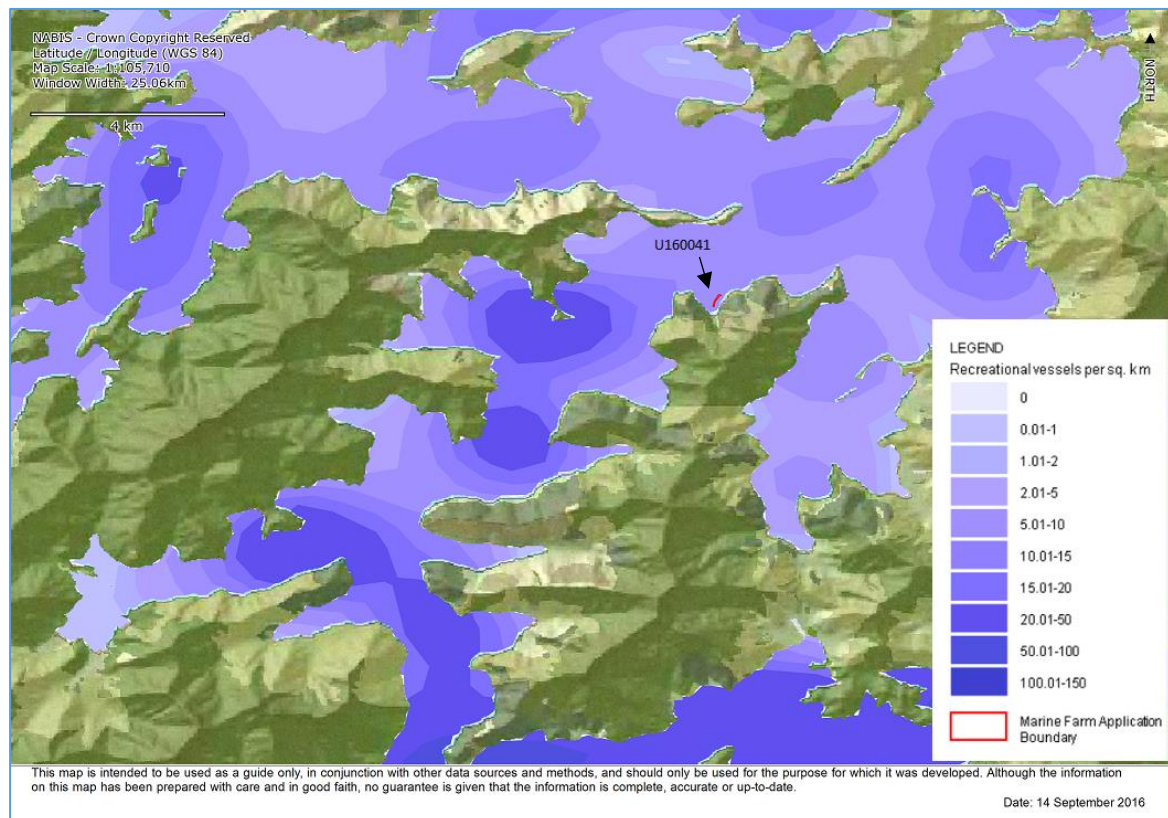 NABIS - Crown Copyright Reserved
Latitude / Longitude (WGS 84)
Map Scale: 1:105,710
Window Width: 25.06km
4 km
NORTH
U160041
LEGEND
Recreational vessels per sq. km
0
0.01-1
1.01-2
2.01-5
5.01-10
10.01-15
15.01-20
20.01-50
50.01-100
100.01-150
Marine Farm Application
Boundary
This map is intended to be used as a guide only, in conjunction with other data sources and methods, and should only be used for the purpose for which it was developed. Although the information
on this map has been prepared with care and in good faith, no guarantee is given that the information is complete, accurate or up-to-date.
Date: 14 September 2016